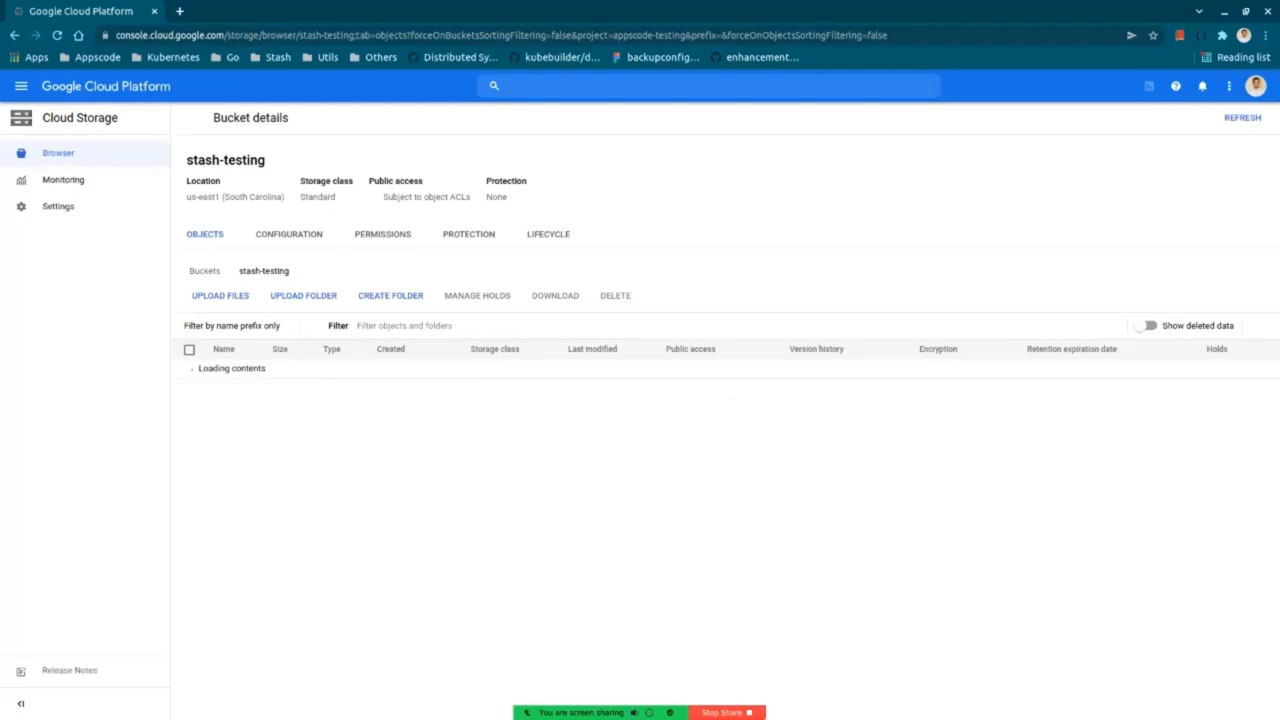 Google Cloud Platform
console.cloud.google.com/storage/browser/stash-testing;tab=objects?forceOnBucketsSortingFiltering=false&project=appscode-testing&prefix=&forceOnObjectsSortingFiltering=false
Apps Appscode Kubernetes Go Stash Utils Others Distributed Sy... kubebuilder/d... backupconfig... enhancement... Reading list
Google Cloud Platform
Cloud Storage
Bucket details
REFRESH
Browser
Monitoring
Settings
stash-testing
Location Storage class Public access Protection
us-east1 (South Carolina) Standard Subject to object ACLs None
OBJECTS CONFIGURATION PERMISSIONS PROTECTION LIFECYCLE
Buckets stash-testing
UPLOAD FILES UPLOAD FOLDER CREATE FOLDER MANAGE HOLDS DOWNLOAD DELETE
Filter by name prefix only Filter Filter objects and folders Show deleted data
Name Size Type Created Storage class Last modified Public access Version history Encryption Retention expiration date Holds
Loading contents
Release Notes
You are screen sharing Stop Share